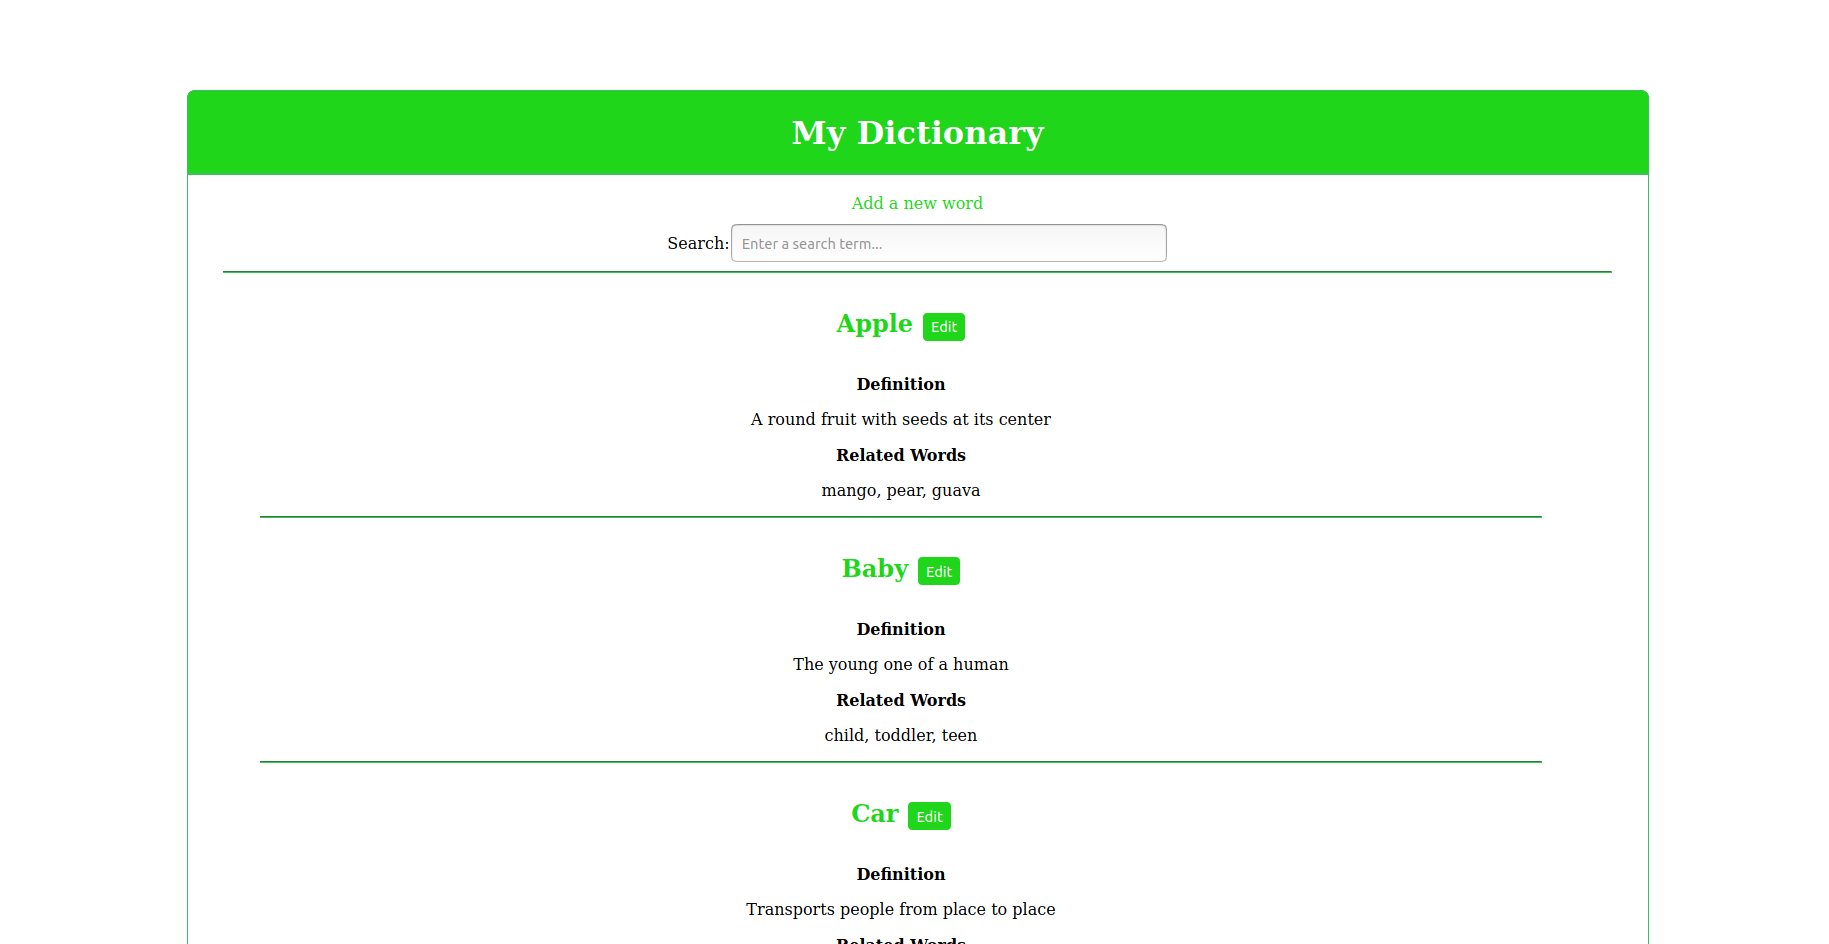 My Dictionary
Add a new word
Search: Enter a search term...
Apple Edit
Definition
A round fruit with seeds at its center
Related Words
mango, pear, guava
Baby Edit
Definition
The young one of a human
Related Words
child, toddler, teen
Car Edit
Definition
Transports people from place to place
Related Words